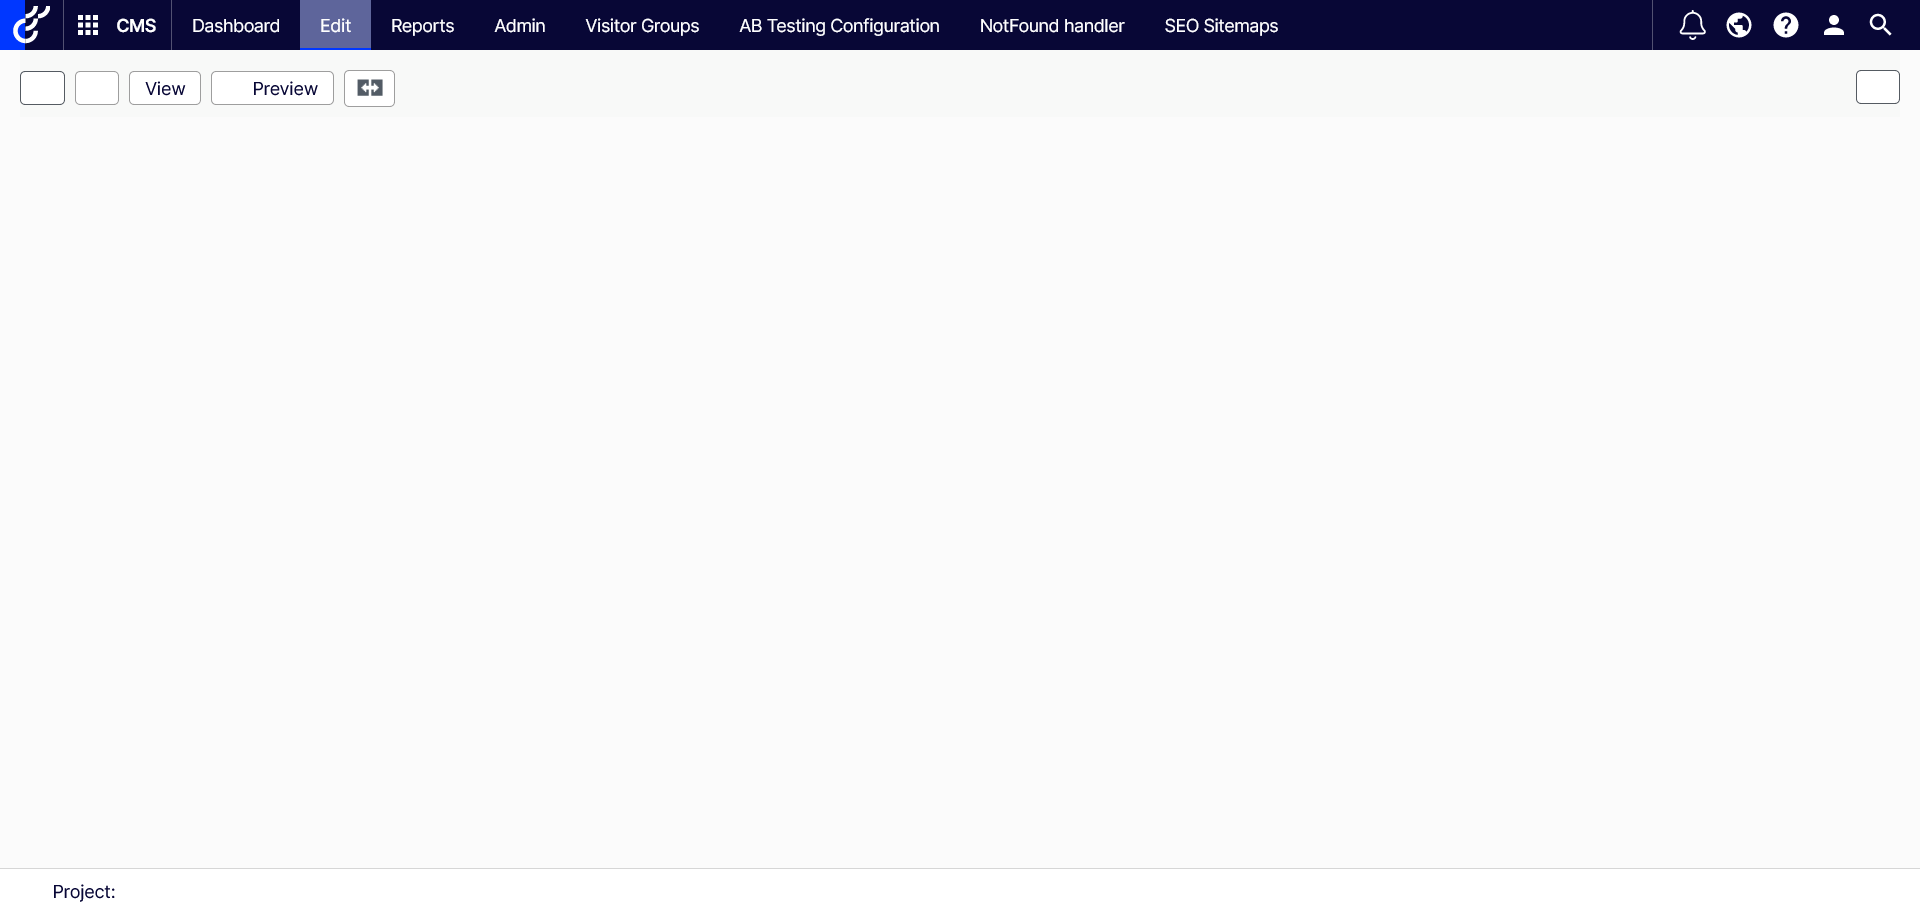 CMS Dashboard Edit Reports Admin Visitor Groups AB Testing Configuration NotFound handler SEO Sitemaps
View Preview
Project: